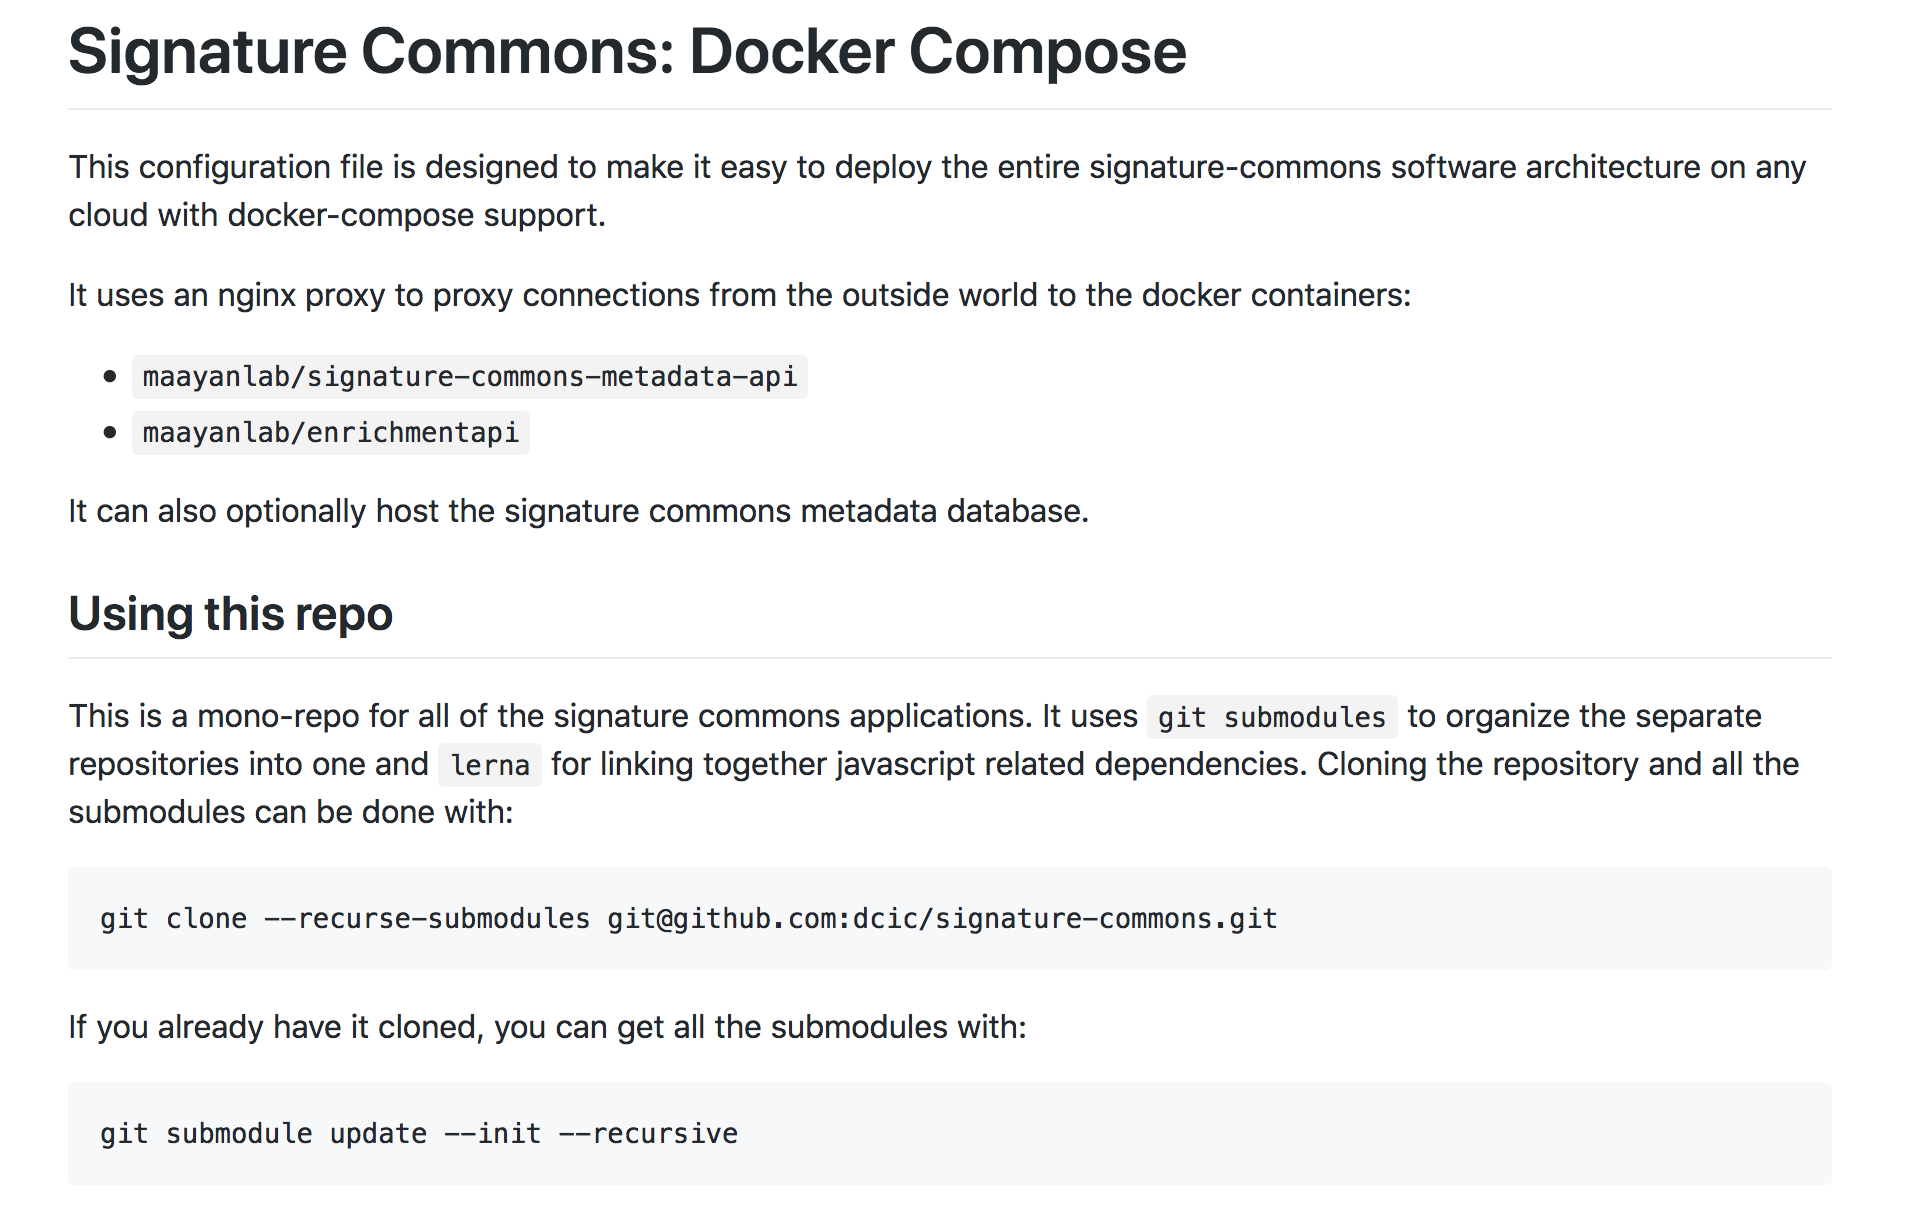 Signature Commons: Docker Compose
This configuration file is designed to make it easy to deploy the entire signature-commons software architecture on any
cloud with docker-compose support.
It uses an nginx proxy to proxy connections from the outside world to the docker containers:
• maayanlab/signature-commons-metadata-api
• maayanlab/enrichmentapi
It can also optionally host the signature commons metadata database.
Using this repo
This is a mono-repo for all of the signature commons applications. It uses git submodules to organize the separate
repositories into one and lerna for linking together javascript related dependencies. Cloning the repository and all the
submodules can be done with:
git clone --recurse-submodules git@github.com:dcic/signature-commons.git
If you already have it cloned, you can get all the submodules with:
git submodule update --init --recursive